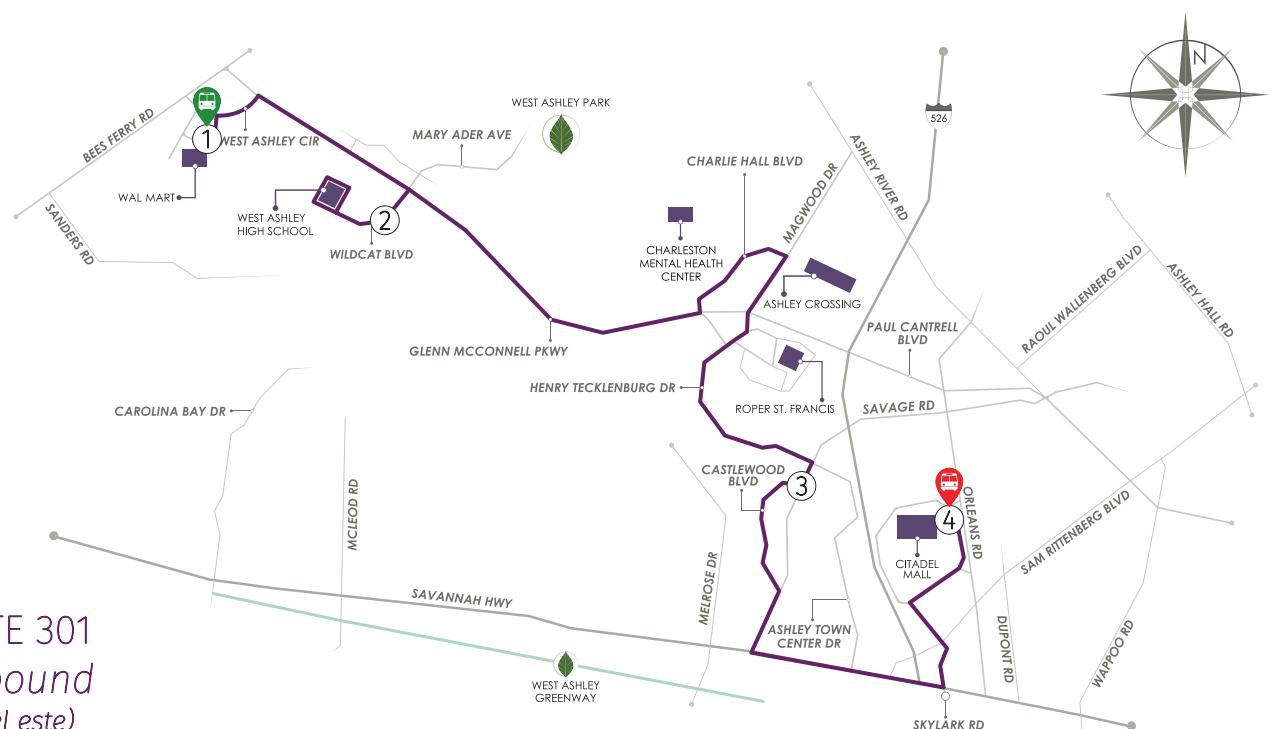 N
526
WEST ASHLEY PARK
BEES FERRY RD
1
WEST ASHLEY CIR
MARY ADER AVE
WAL MART
SANDERS RD
WEST ASHLEY
HIGH SCHOOL
2
WILDCAT BLVD
CHARLIE HALL BLVD
MAGWOOD DR
ASHLEY RIVER RD
CHARLESTON
MENTAL HEALTH
CENTER
ASHLEY CROSSING
RAOUL WALLENBERG BLVD
ASHLEY HALL RD
PAUL CANTRELL
BLVD
GLENN MCCONNELL PKWY
HENRY TECKLENBURG DR
ROPER ST. FRANCIS
SAVAGE RD
CAROLINA BAY DR
MCLEOD RD
CASTLEWOOD
BLVD
3
4
ORLEANS RD
CITADEL
MALL
SAM RITTENBERG BLVD
MELROSE DR
SAVANNAH HWY
ASHLEY TOWN
CENTER DR
DUPONT RD
WAPPOO RD
WEST ASHLEY
GREENWAY
SKYLARK RD
TE 301
bound
el este)